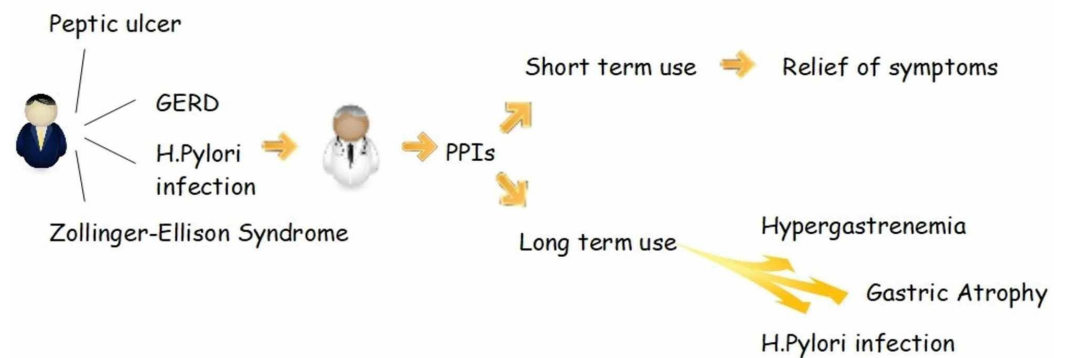 Peptic ulcer
GERD
H.Pylori
infection
Zollinger-Ellison Syndrome
PPIs
Short term use
Relief of symptoms
Long term use
Hypergastrenemia
Gastric Atrophy
H.Pylori infection